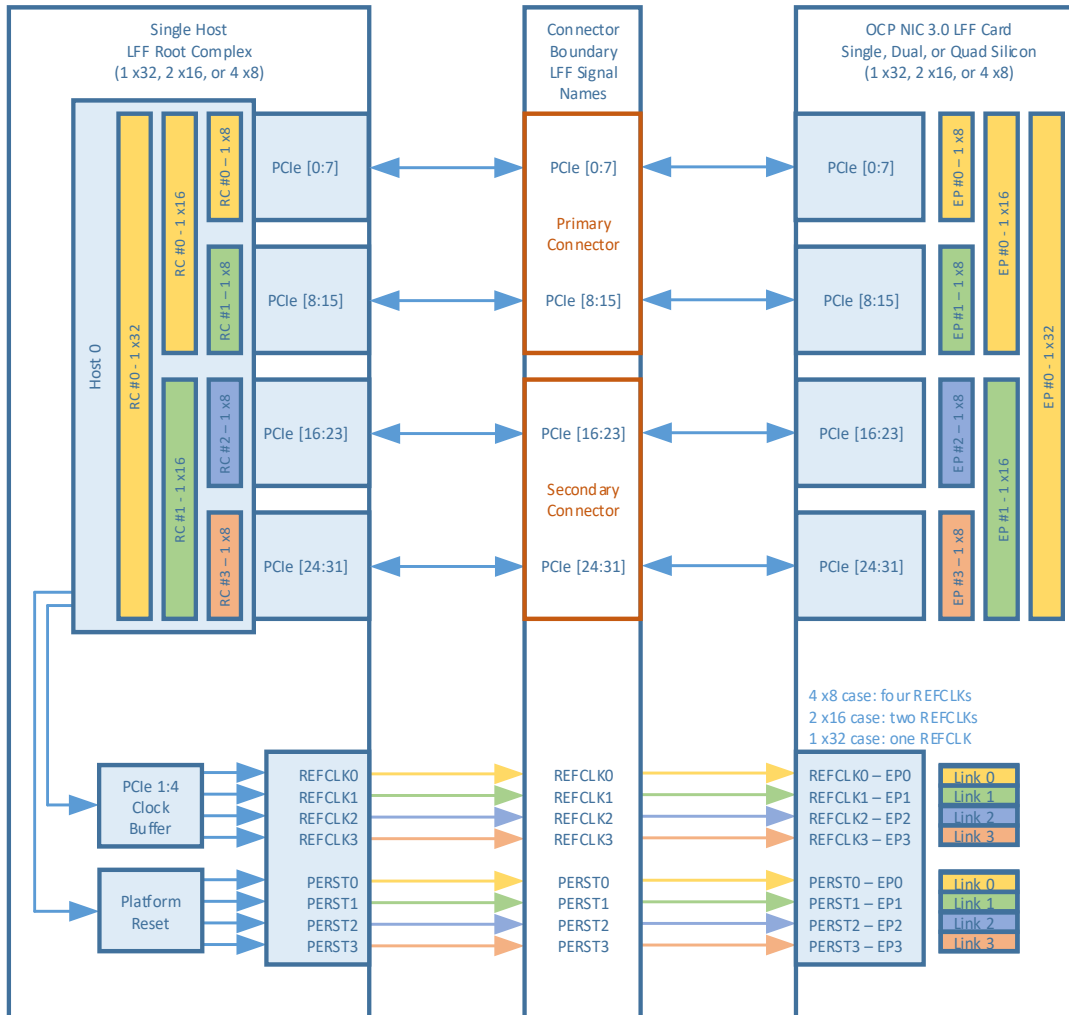 Single Host
LFF Root Complex
(1 x32, 2 x16, or 4 x8)
Host 0
RC #0 - 1 x32
RC #0 - 1 x16
RC #1 - 1 x16
RC #0 – 1 x8
RC #1 – 1 x8
RC #2 – 1 x8
RC #3 – 1 x8
PCIe [0:7]
PCIe [8:15]
PCIe [16:23]
PCIe [24:31]
PCIe 1:4
Clock
Buffer
Platform
Reset
REFCLK0
REFCLK1
REFCLK2
REFCLK3
PERST0
PERST1
PERST2
PERST3
Connector
Boundary
LFF Signal
Names
PCIe [0:7]
Primary
Connector
PCIe [8:15]
PCIe [16:23]
Secondary
Connector
PCIe [24:31]
REFCLK0
REFCLK1
REFCLK2
REFCLK3
PERST0
PERST1
PERST2
PERST3
OCP NIC 3.0 LFF Card
Single, Dual, or Quad Silicon
(1 x32, 2 x16, or 4 x8)
PCIe [0:7]
PCIe [8:15]
PCIe [16:23]
PCIe [24:31]
EP #0 – 1 x8
EP #1 – 1 x8
EP #2 – 1 x8
EP #3 – 1 x8
EP #0 - 1 x16
EP #1 - 1 x16
EP #0 - 1 x32
4 x8 case: four REFCLKs
2 x16 case: two REFCLKs
1 x32 case: one REFCLK
REFCLK0 – EP0
REFCLK1 – EP1
REFCLK2 – EP2
REFCLK3 – EP3
Link 0
Link 1
Link 2
Link 3
PERST0 – EP0
PERST1 – EP1
PERST2 – EP2
PERST3 – EP3
Link 0
Link 1
Link 2
Link 3